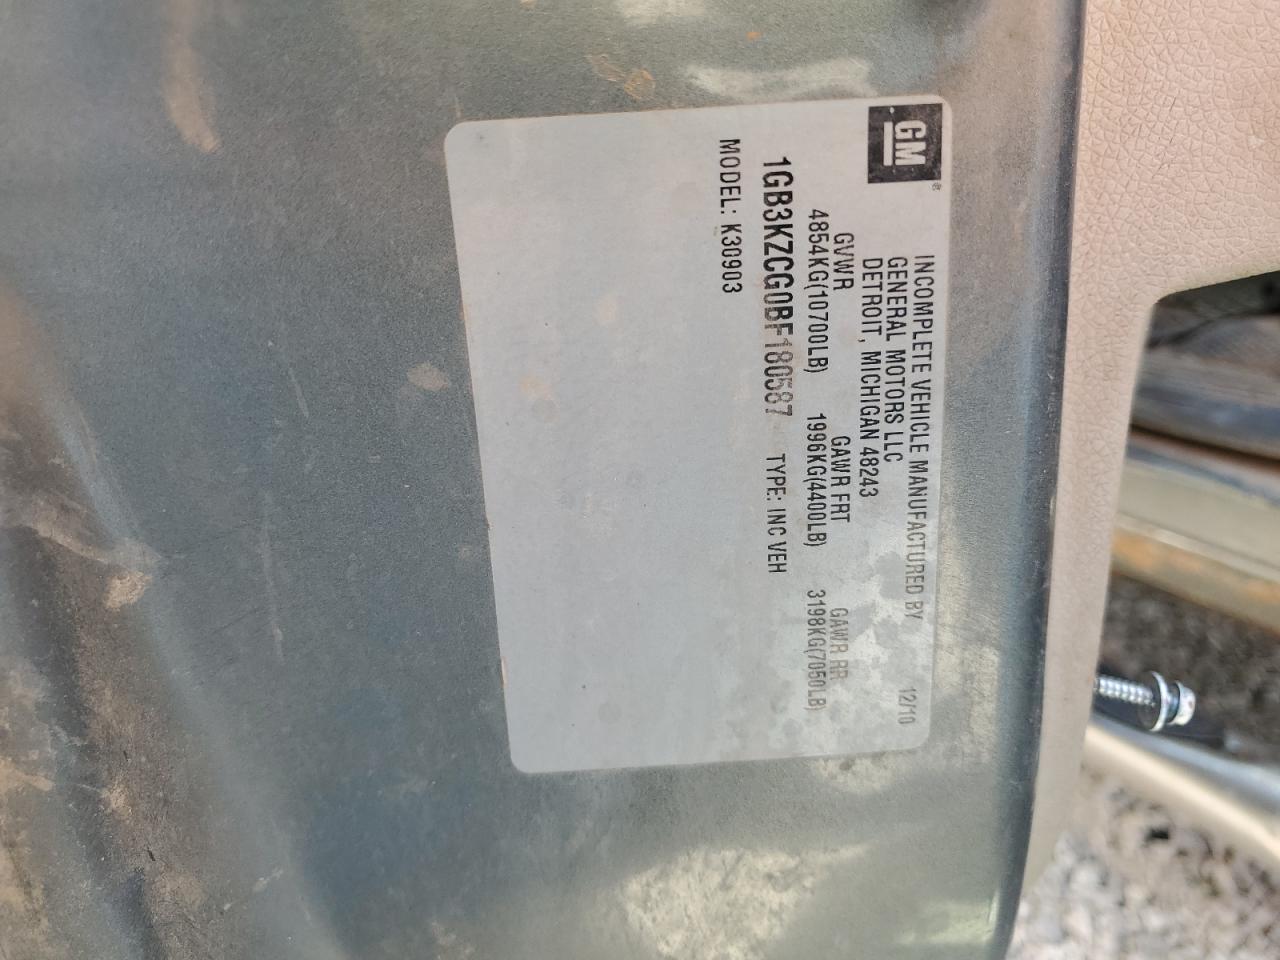 GM
®
INCOMPLETE VEHICLE MANUFACTURED BY 12/10
GENERAL MOTORS LLC
DETROIT, MICHIGAN 48243
GVWR GAWR FRT GAWR RR
4854KG(10700LB) 1996KG(4400LB) 3198KG(7050LB)
1GB3KZCG0BF180587 TYPE: INC VEH
MODEL: K30903